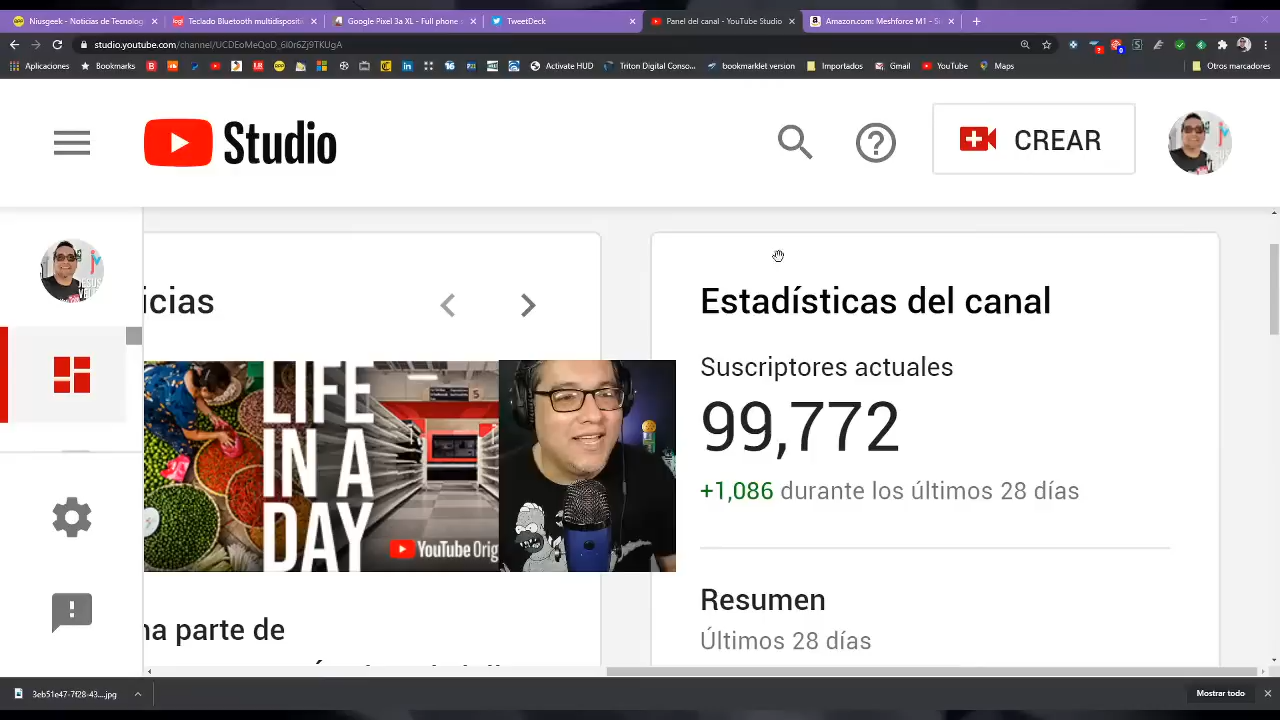 Niusgeek - Noticias de Tecnolog
Teclado Bluetooth multidispositi
Google Pixel 3a XL - Full phone
TweetDeck
Panel del canal - YouTube Studio
Amazon.com: Meshforce M1 - Si
studio.youtube.com/channel/UCDEoMeQoD_6I0r6Zj9TKUgA
Aplicaciones
Bookmarks
Activate HUD
Triton Digital Conso...
bookmarklet version
Importados
Gmail
YouTube
Maps
Otros marcadores
Studio
CREAR
icias
LIFE
IN A
DAY
YouTube Orig
na parte de
Estadísticas del canal
Suscriptores actuales
99,772
+1,086 durante los últimos 28 días
Resumen
Últimos 28 días
3eb51e47-7f28-43....jpg
Mostrar todo